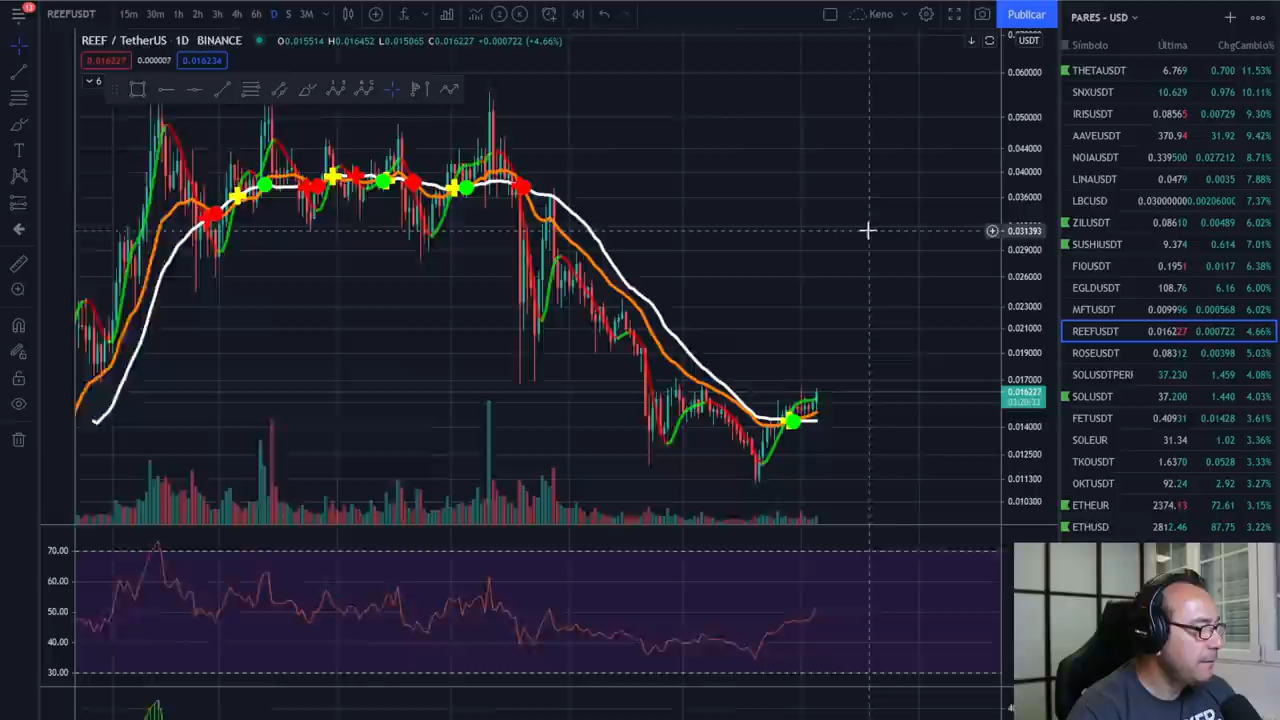 13
REEFUSDT 15m 30m 1h 2h 3h 4h 6h D S 3M Keno Publicar
REEF / TetherUS 1D BINANCE O0.015514 H0.016452 L0.015065 C0.016227 +0.000722 (+4.66%)
0.016227 0.000007 0.016234
6
USDT
0.060000
0.050000
0.044000
0.040000
0.036000
0.031393
0.029000
0.026000
0.023000
0.021000
0.019000
0.017000
0.016227
03:20:33
0.014000
0.012500
0.011300
0.010300
70.00
60.00
50.00
40.00
30.00
PARES - USD
Símbolo Última Chg Cambio%
THETAUSDT 6.769 0.700 11.53%
SNXUSDT 10.629 0.976 10.11%
IRISUSDT 0.08565 0.00729 9.30%
AAVEUSDT 370.94 31.92 9.42%
NOIAUSDT 0.339500 0.027212 8.71%
LINAUSDT 0.0479 0.0035 7.88%
LBCUSD 0.03000000 0.0020600 7.37%
ZILUSDT 0.08610 0.00489 6.02%
SUSHIUSDT 9.374 0.614 7.01%
FIOUSDT 0.1951 0.0117 6.38%
EGLDUSDT 108.76 6.16 6.00%
MFTUSDT 0.009996 0.000568 6.02%
REEFUSDT 0.016227 0.000722 4.66%
ROSEUSDT 0.08312 0.00398 5.03%
SOLUSDTPER 37.230 1.459 4.08%
SOLUSDT 37.200 1.440 4.03%
FETUSDT 0.40931 0.01428 3.61%
SOLEUR 31.34 1.02 3.36%
TKOUSDT 1.6370 0.0528 3.33%
OKTUSDT 92.24 2.92 3.27%
ETHEUR 2374.13 72.61 3.15%
ETHUSD 2812.46 87.75 3.22%